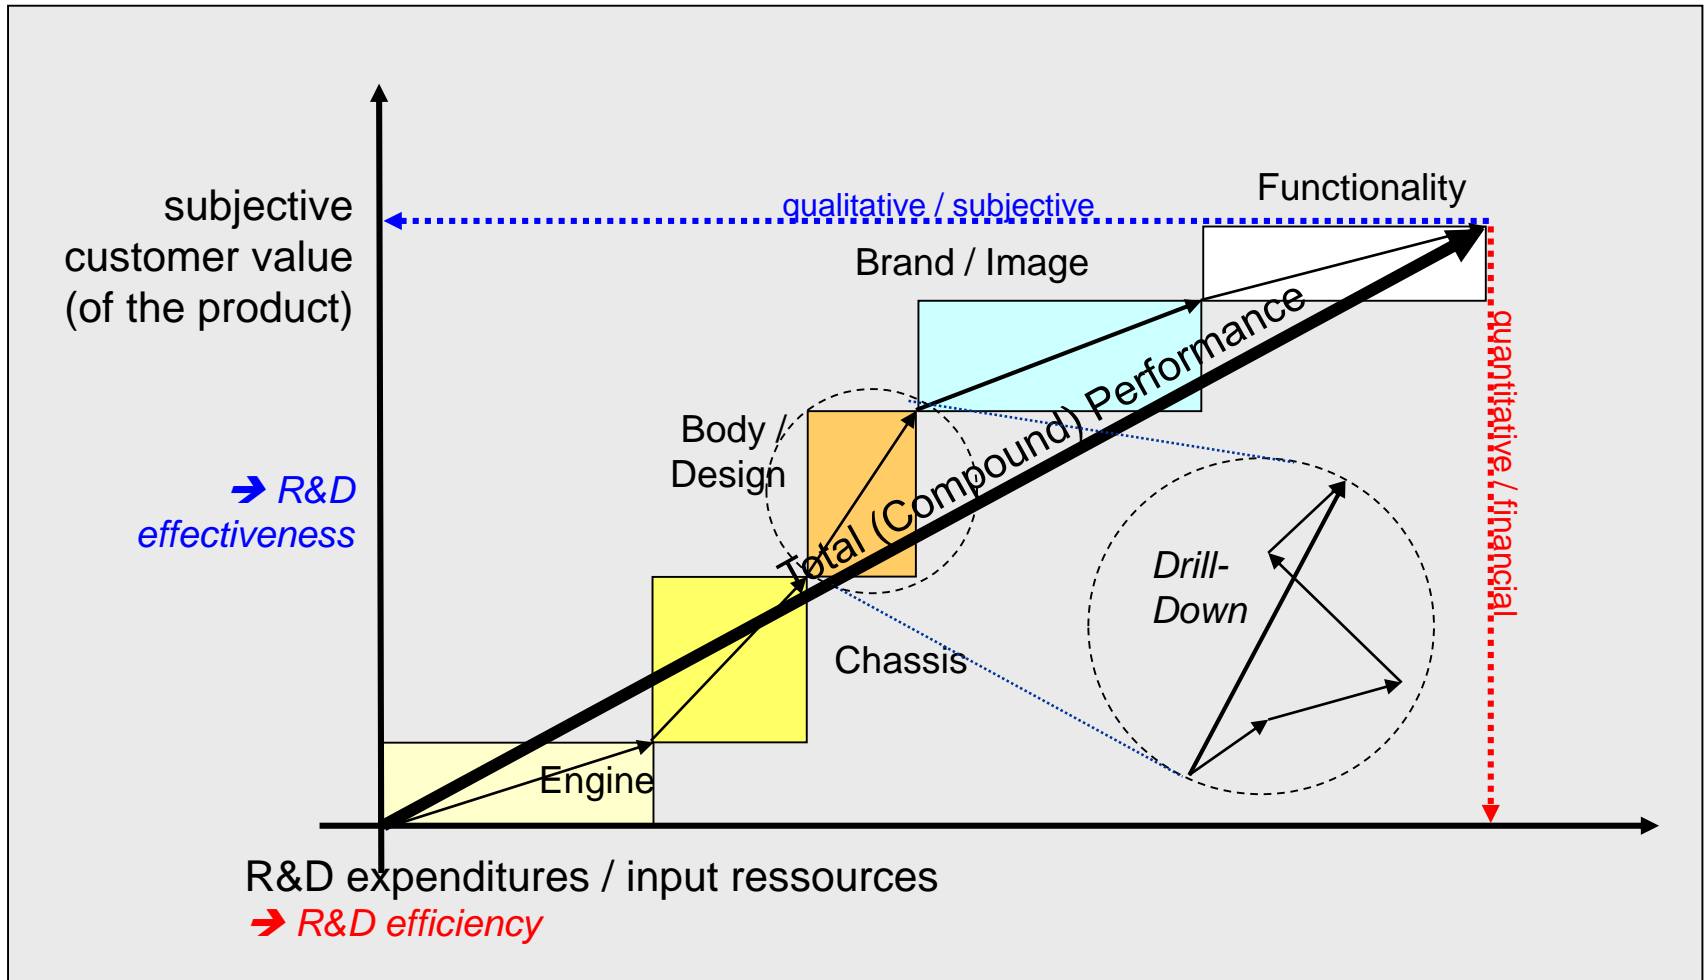 Functionality
qualitative / subjective
subjective
customer value
(of the product)
Brand / Image
quantitative / financial
Total (Compound) Performance
Body /
Design
➔ R&D
effectiveness
Drill-
Down
Chassis
Engine
R&D expenditures / input ressources
➔ R&D efficiency